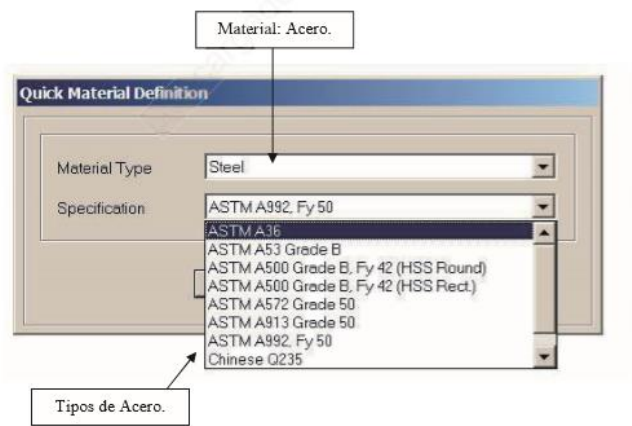 Material: Acero.
Quick Material Definition
Material Type
Steel
Specification
ASTM A992, Fy 50
ASTM A36
ASTM A53 Grade B
ASTM A500 Grade B, Fy 42 (HSS Round)
ASTM A500 Grade B, Fy 42 (HSS Rect.)
ASTM A572 Grade 50
ASTM A913 Grade 50
ASTM A992, Fy 50
Chinese Q235
Tipos de Acero.